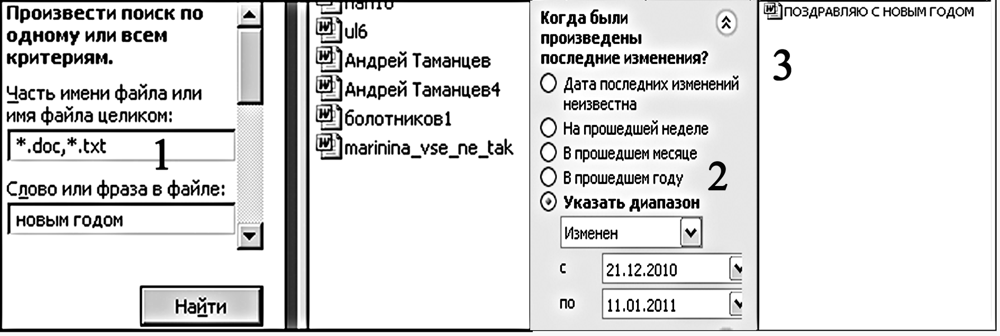 Произвести поиск по
одному или всем
критериям.
Часть имени файла или
имя файла целиком:
*.doc,*.txt
1
Слово или фраза в файле:
новым годом
Найти
ul6
Андрей Таманцев
Андрей Таманцев4
болотников1
marinina_vse_ne_tak
Когда были
произведены
последние изменения?
Дата последних изменений
неизвестна
На прошедшей неделе
В прошедшем месяце
В прошедшем году
2
Указать диапазон
Изменен
с 21.12.2010
по 11.01.2011
ПОЗДРАВЛЯЮ С НОВЫМ ГОДОМ
3